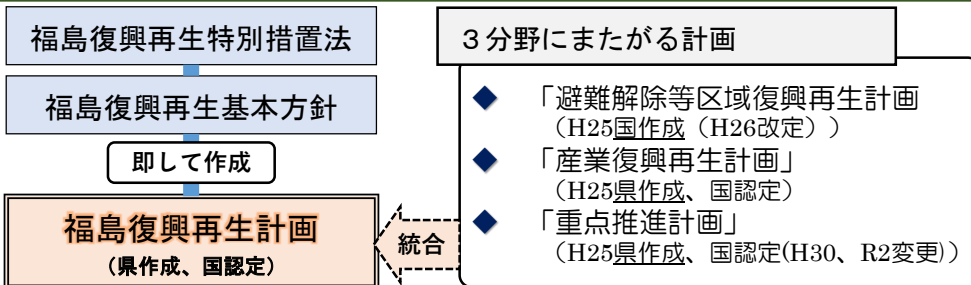 福島復興再生特別措置法
福島復興再生基本方針
即して作成
福島復興再生計画
（県作成、国認定）
統合
３分野にまたがる計画
◆ 「避難解除等区域復興再生計画
（H25国作成（H26改定））
◆ 「産業復興再生計画」
（H25県作成、国認定）
◆ 「重点推進計画」
（H25県作成、国認定(H30、R2変更)）